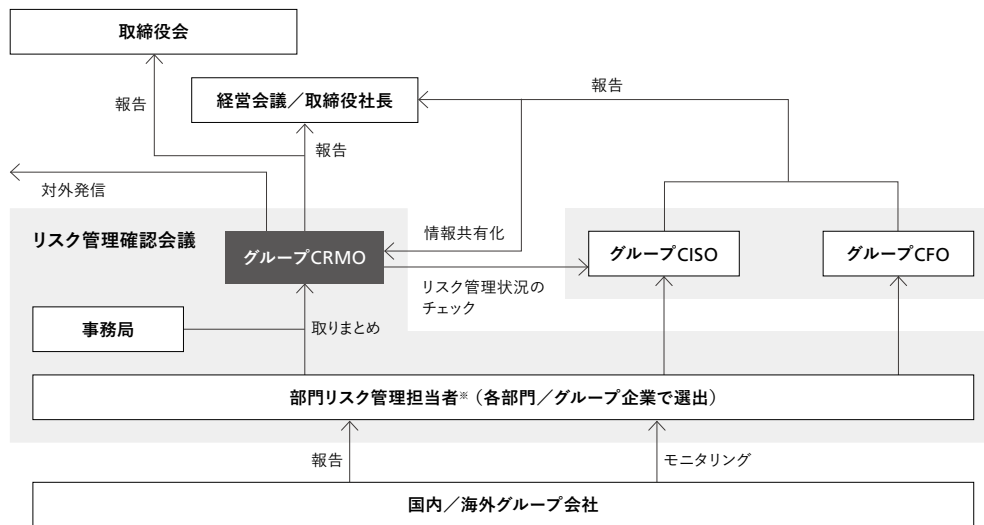 取締役会
経営会議／取締役社長
報告
報告
報告
対外発信
リスク管理確認会議
グループCRMO
情報共有化
グループCISO
グループCFO
リスク管理状況の
チェック
事務局
取りまとめ
部門リスク管理担当者※（各部門／グループ企業で選出）
報告
モニタリング
国内／海外グループ会社